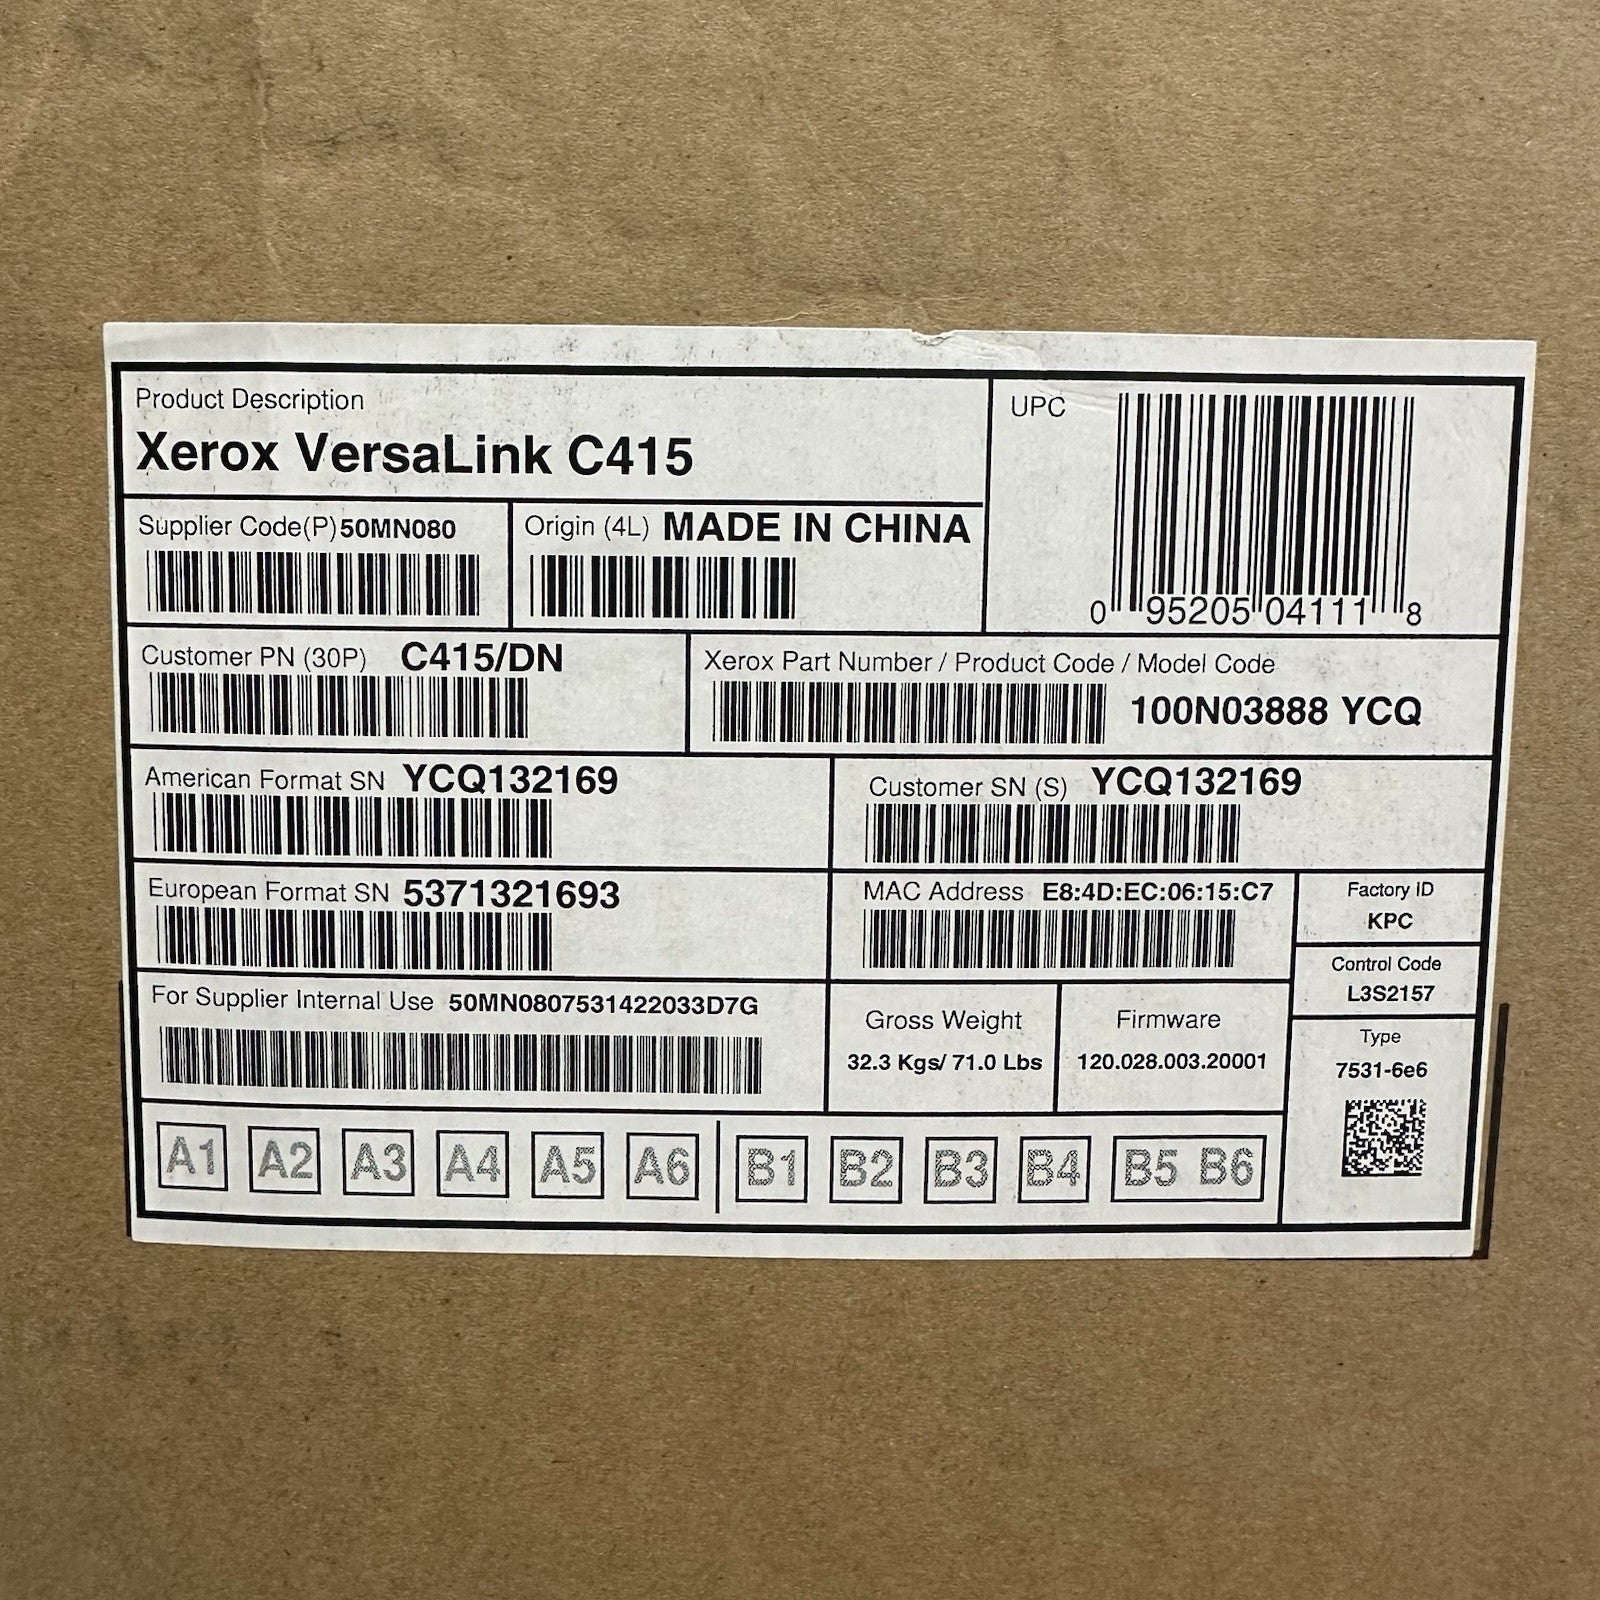 Product Description
Xerox VersaLink C415
UPC
0 95205 04111 8
Supplier Code(P) 50MN080
Origin (4L) MADE IN CHINA
Customer PN (30P) C415/DN
Xerox Part Number / Product Code / Model Code
100N03888 YCQ
American Format SN YCQ132169
Customer SN (S) YCQ132169
European Format SN 5371321693
MAC Address E8:4D:EC:06:15:C7
Factory ID
KPC
Control Code
L3S2157
For Supplier Internal Use 50MN0807531422033D7G
Gross Weight
32.3 Kgs/ 71.0 Lbs
Firmware
120.028.003.20001
Type
7531-6e6
A1 A2 A3 A4 A5 A6 B1 B2 B3 B4 B5 B6